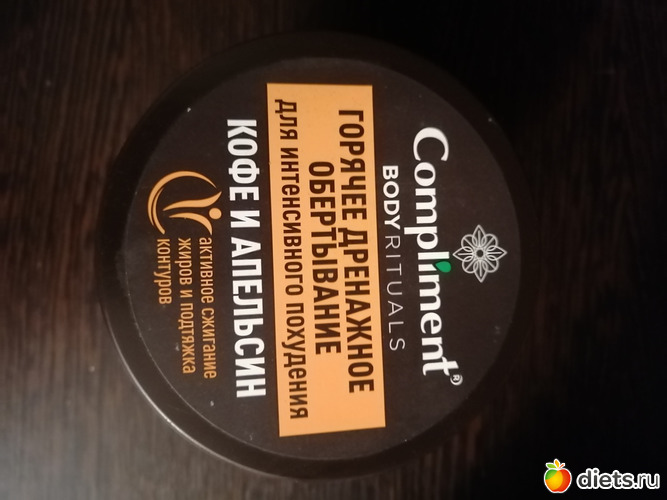 Compliment®
BODY RITUALS
ГОРЯЧЕЕ ДРЕНАЖНОЕ
ОБЕРТЫВАНИЕ
ДЛЯ ИНТЕНСИВНОГО ПОХУДЕНИЯ
КОФЕ И АПЕЛЬСИН
активное сжигание
жиров и подтяжка
контуров
diets.ru